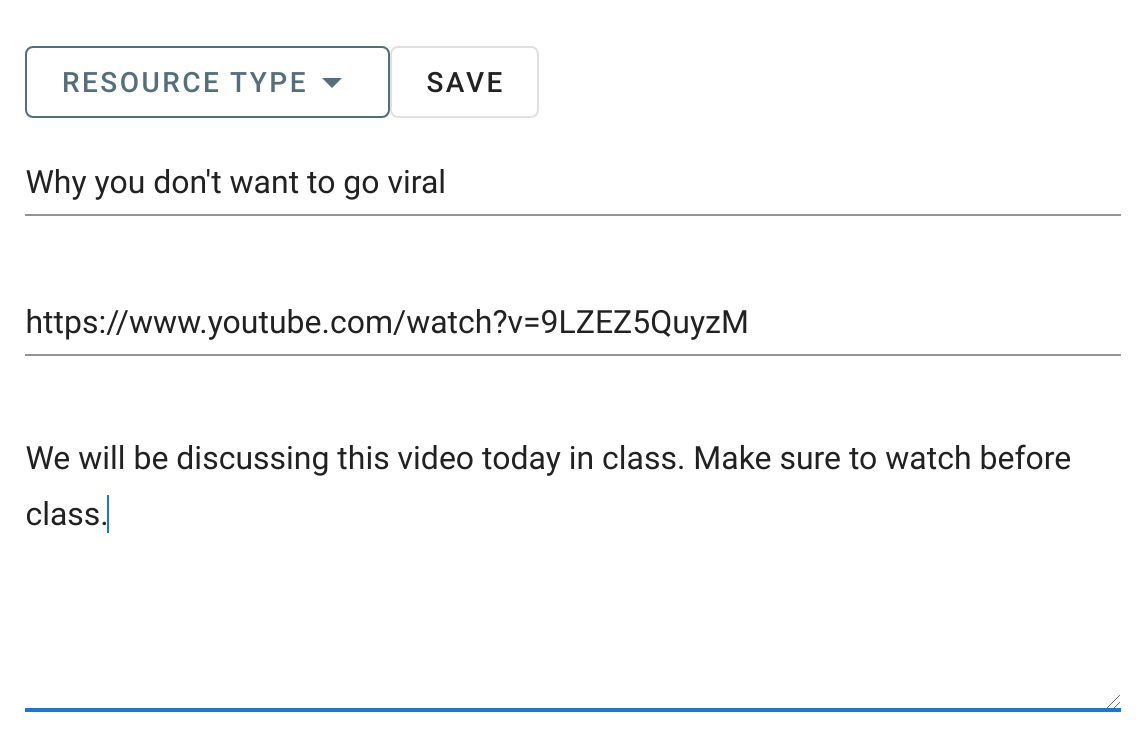 RESOURCE TYPE SAVE
Why you don't want to go viral
https://www.youtube.com/watch?v=9LZEZ5QuyzM
We will be discussing this video today in class. Make sure to watch before
class.